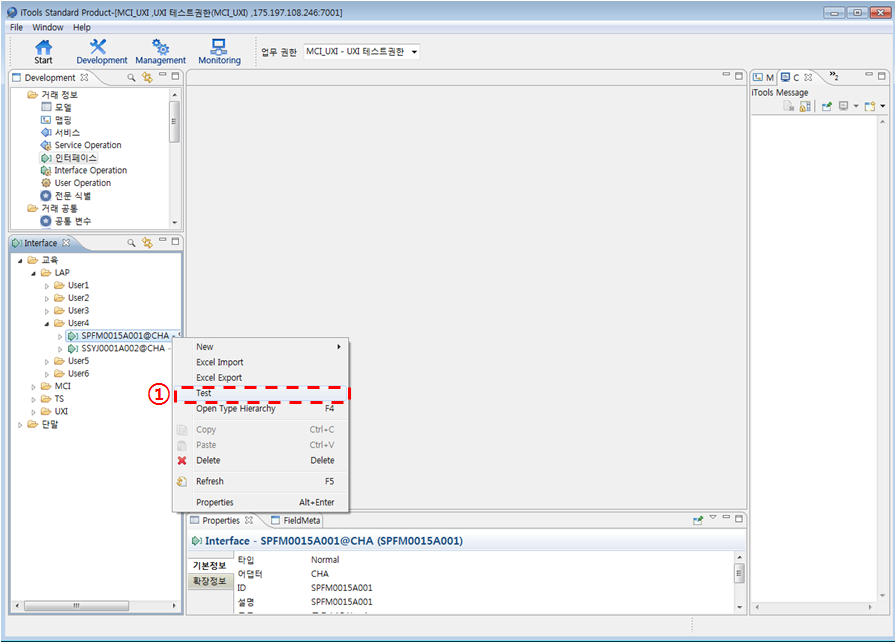 iTools Standard Product-[MCI_UXI ,UXI 테스트권한(MCI_UXI) ,175.197.108.246:7001]
File Window Help
Start Development Management Monitoring 업무 권한 MCI_UXI - UXI 테스트권한
Development
거래 정보
모델
맵핑
서비스
Service Operation
인터페이스
Interface Operation
User Operation
전문 식별
거래 공통
공통 변수
Interface
교육
LAP
User1
User2
User3
User4
SPFM0015A001@CHA -
SSYJ0001A002@CHA -
User5
User6
MCI
TS
UXI
단말
①
New
Excel Import
Excel Export
Test
Open Type Hierarchy F4
Copy Ctrl+C
Paste Ctrl+V
Delete Delete
Refresh F5
Properties Alt+Enter
Properties FieldMeta
Interface - SPFM0015A001@CHA (SPFM0015A001)
기본정보
확장정보
타입 Normal
어댑터 CHA
ID SPFM0015A001
설명 SPFM0015A001
M C »2
iTools Message